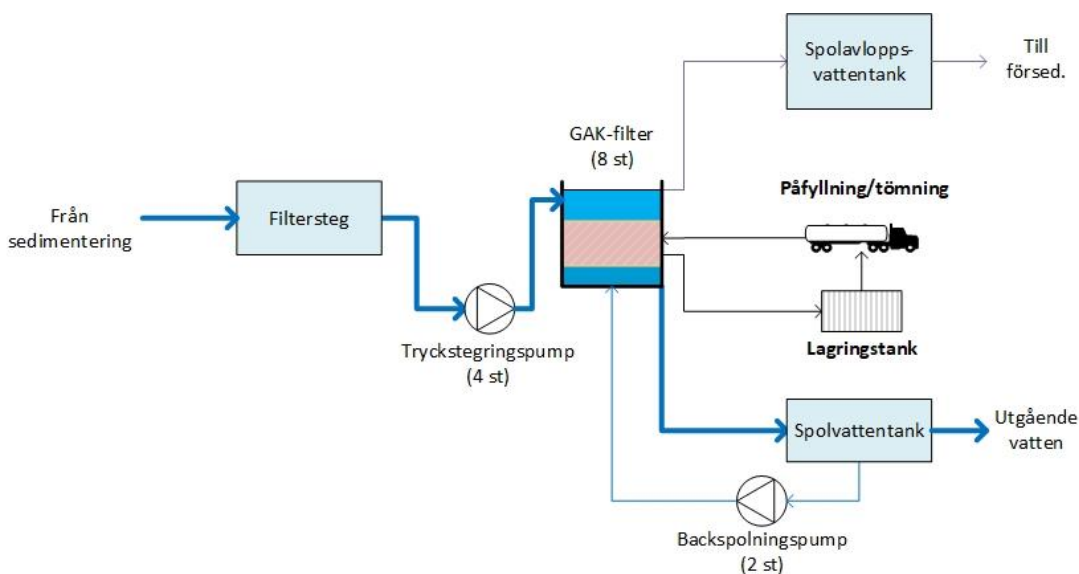 Spolavlopps-
vattentank
Till
försed.
GAK-filter
(8 st)
Påfyllning/tömning
Från
sedimentering
Filtersteg
Lagringstank
Tryckstegringspump
(4 st)
Spolvattentank
Utgående
vatten
Backspolningspump
(2 st)